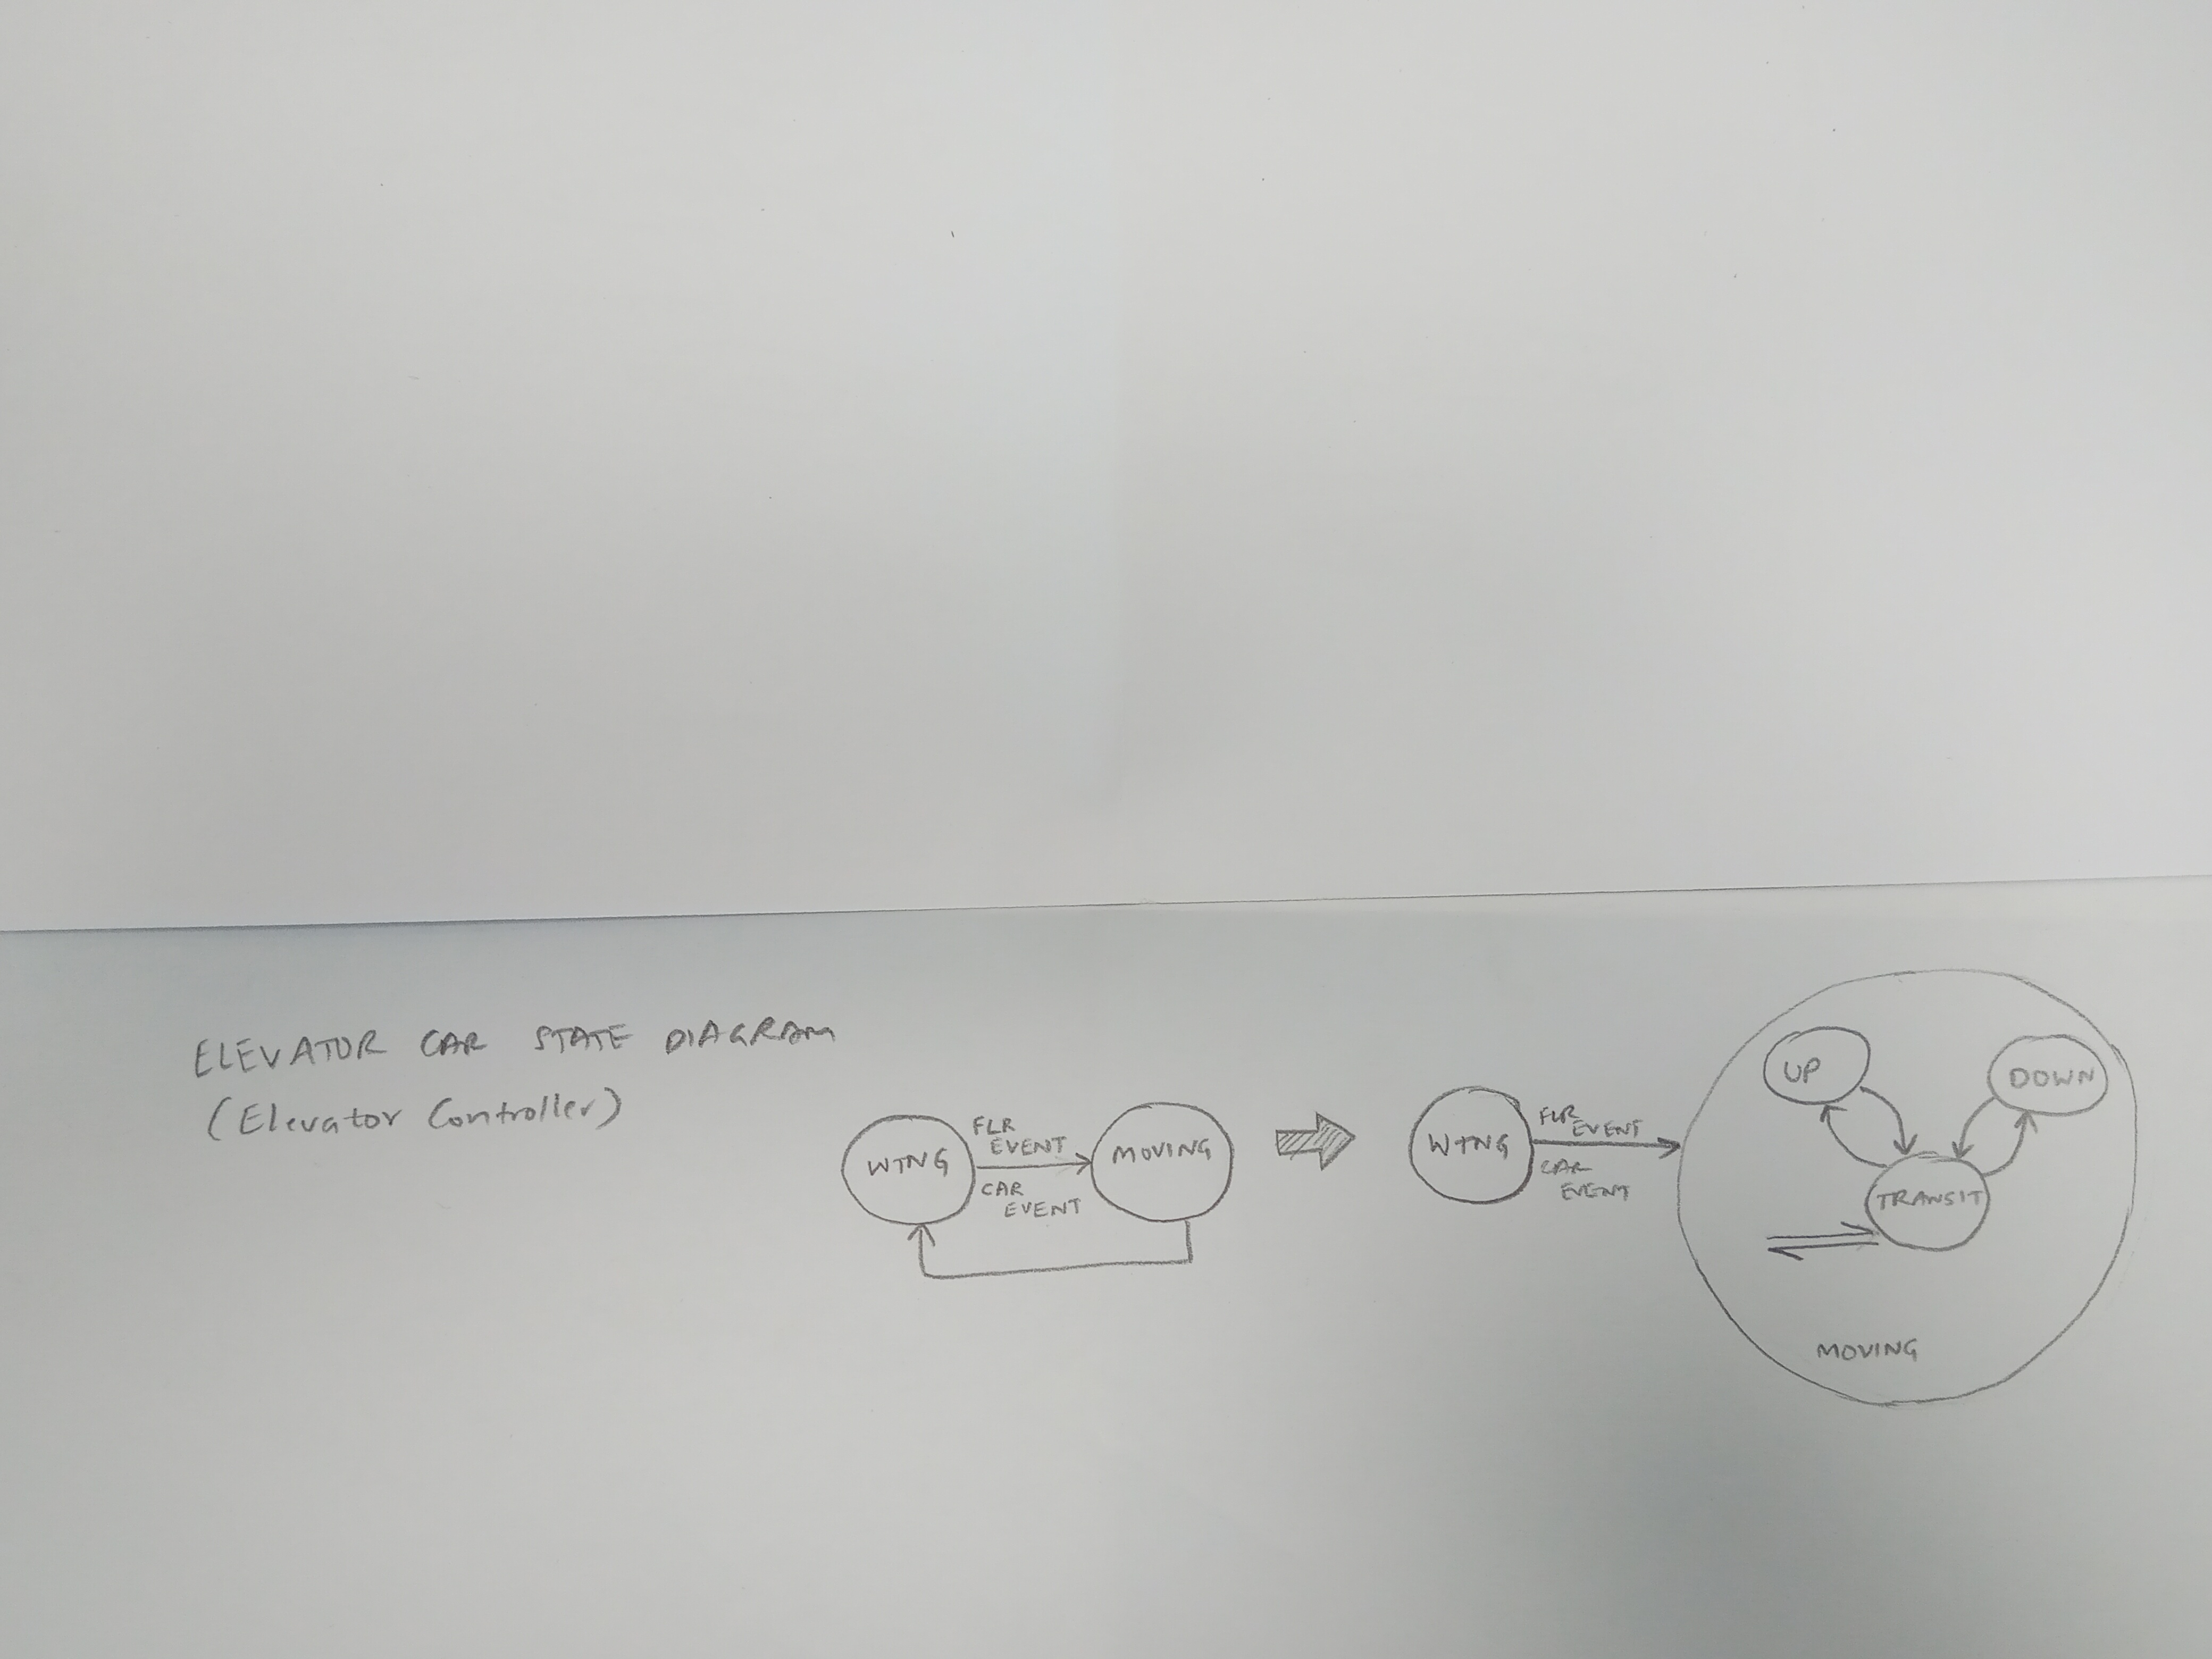 ELEVATOR CAR STATE DIAGRAM
(Elevator Controller)
WTNG
FLR
EVENT
CAR
EVENT
MOVING
WTNG
FLR
EVENT
CAR
EVENT
UP
DOWN
TRANSIT
MOVING